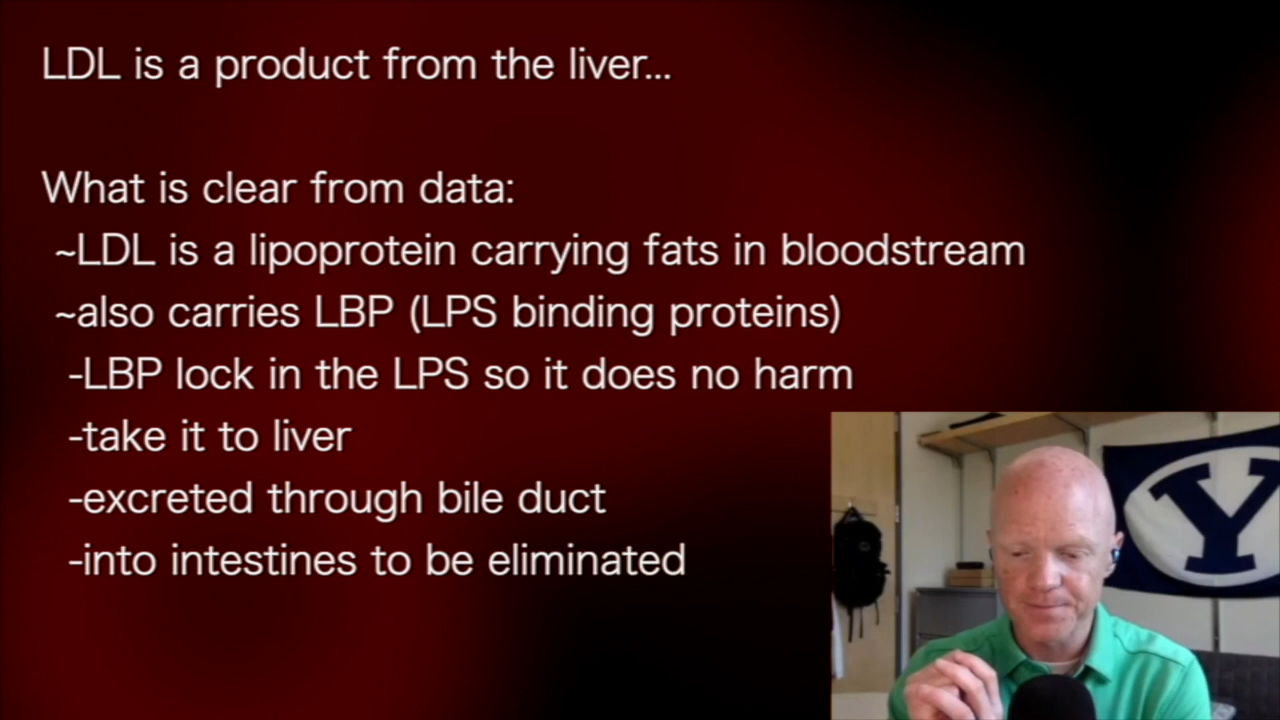 LDL is a product from the liver...
What is clear from data:
~LDL is a lipoprotein carrying fats in bloodstream
~also carries LBP (LPS binding proteins)
-LBP lock in the LPS so it does no harm
-take it to liver
-excreted through bile duct
-into intestines to be eliminated
Y